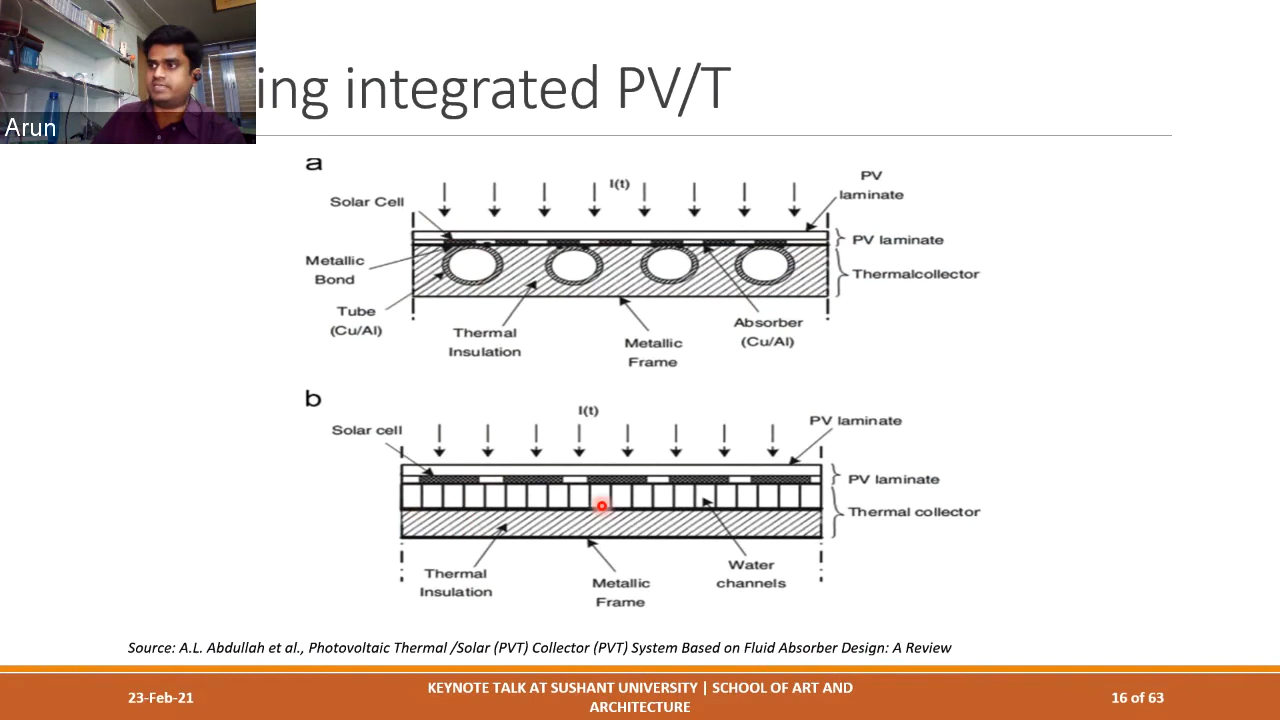 ing integrated PV/T
Arun
a
I(t)
PV
laminate
Solar Cell
PV laminate
Metallic
Bond
Thermalcollector
Tube
(Cu/Al)
Thermal
Insulation
Metallic
Frame
Absorber
(Cu/Al)
b
I(t)
Solar cell
PV laminate
PV laminate
Thermal collector
Thermal
Insulation
Metallic
Frame
Water
channels
Source: A.L. Abdullah et al., Photovoltaic Thermal /Solar (PVT) Collector (PVT) System Based on Fluid Absorber Design: A Review
23-Feb-21
KEYNOTE TALK AT SUSHANT UNIVERSITY | SCHOOL OF ART AND
ARCHITECTURE
16 of 63